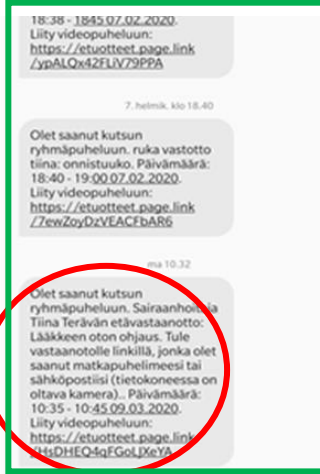 18:38 - 1845 07.02.2020.
Liity videopuheluun:
https://etuotteet.page.link
/ypALQx42FLiV79PPA
7. helmik. klo 18.40
Olet saanut kutsun
ryhmäpuheluun. ruka vastotto
tiina: onnistuuko. Päivämäärä:
18:40 - 19:00 07.02.2020.
Liity videopuheluun:
https://etuotteet.page.link
/7ewZoyDzVEACFbAR6
ma 10.32
Olet saanut kutsun
ryhmäpuheluun. Sairaanhoitaja
Tiina Terävän etävastaanotto:
Lääkkeen oton ohjaus. Tule
vastaanotolle linkillä, jonka olet
saanut matkapuhelimeesi tai
sähköpostiisi (tietokoneessa on
oltava kamera).. Päivämäärä:
10:35 - 10:45 09.03.2020.
Liity videopuheluun:
https://etuotteet.page.link
/HsDHEQ4qFGoLJXeYA